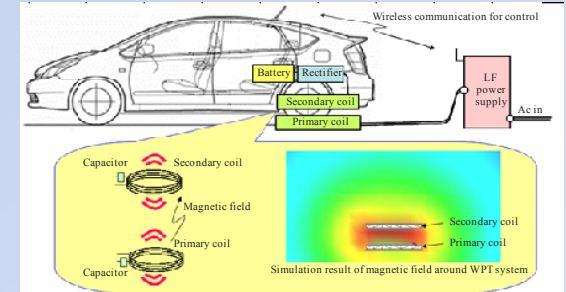 Wireless communication for control
Battery
Rectifier
LF
power
supply
Secondary coil
Ac in
Primary coil
Capacitor
Secondary coil
Magnetic field
Primary coil
Capacitor
Secondary coil
Primary coil
Simulation result of magnetic field around WPT system